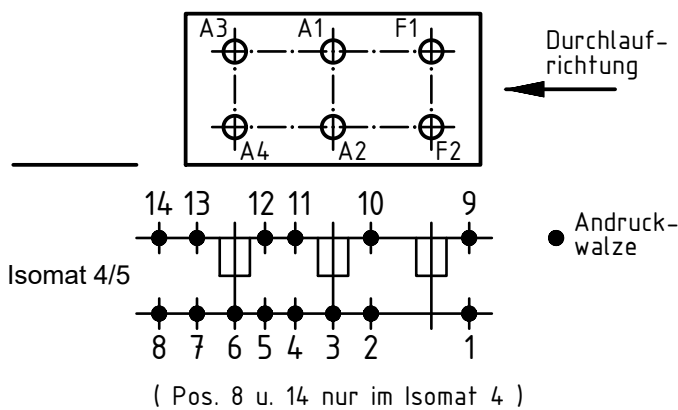 A3 A1 F1
Durchlauf-
richtung
A4 A2 F2
14 13 12 11 10 9
Andruck-
walze
Isomat 4/5
8 7 6 5 4 3 2 1
( Pos. 8 u. 14 nur im Isomat 4 )